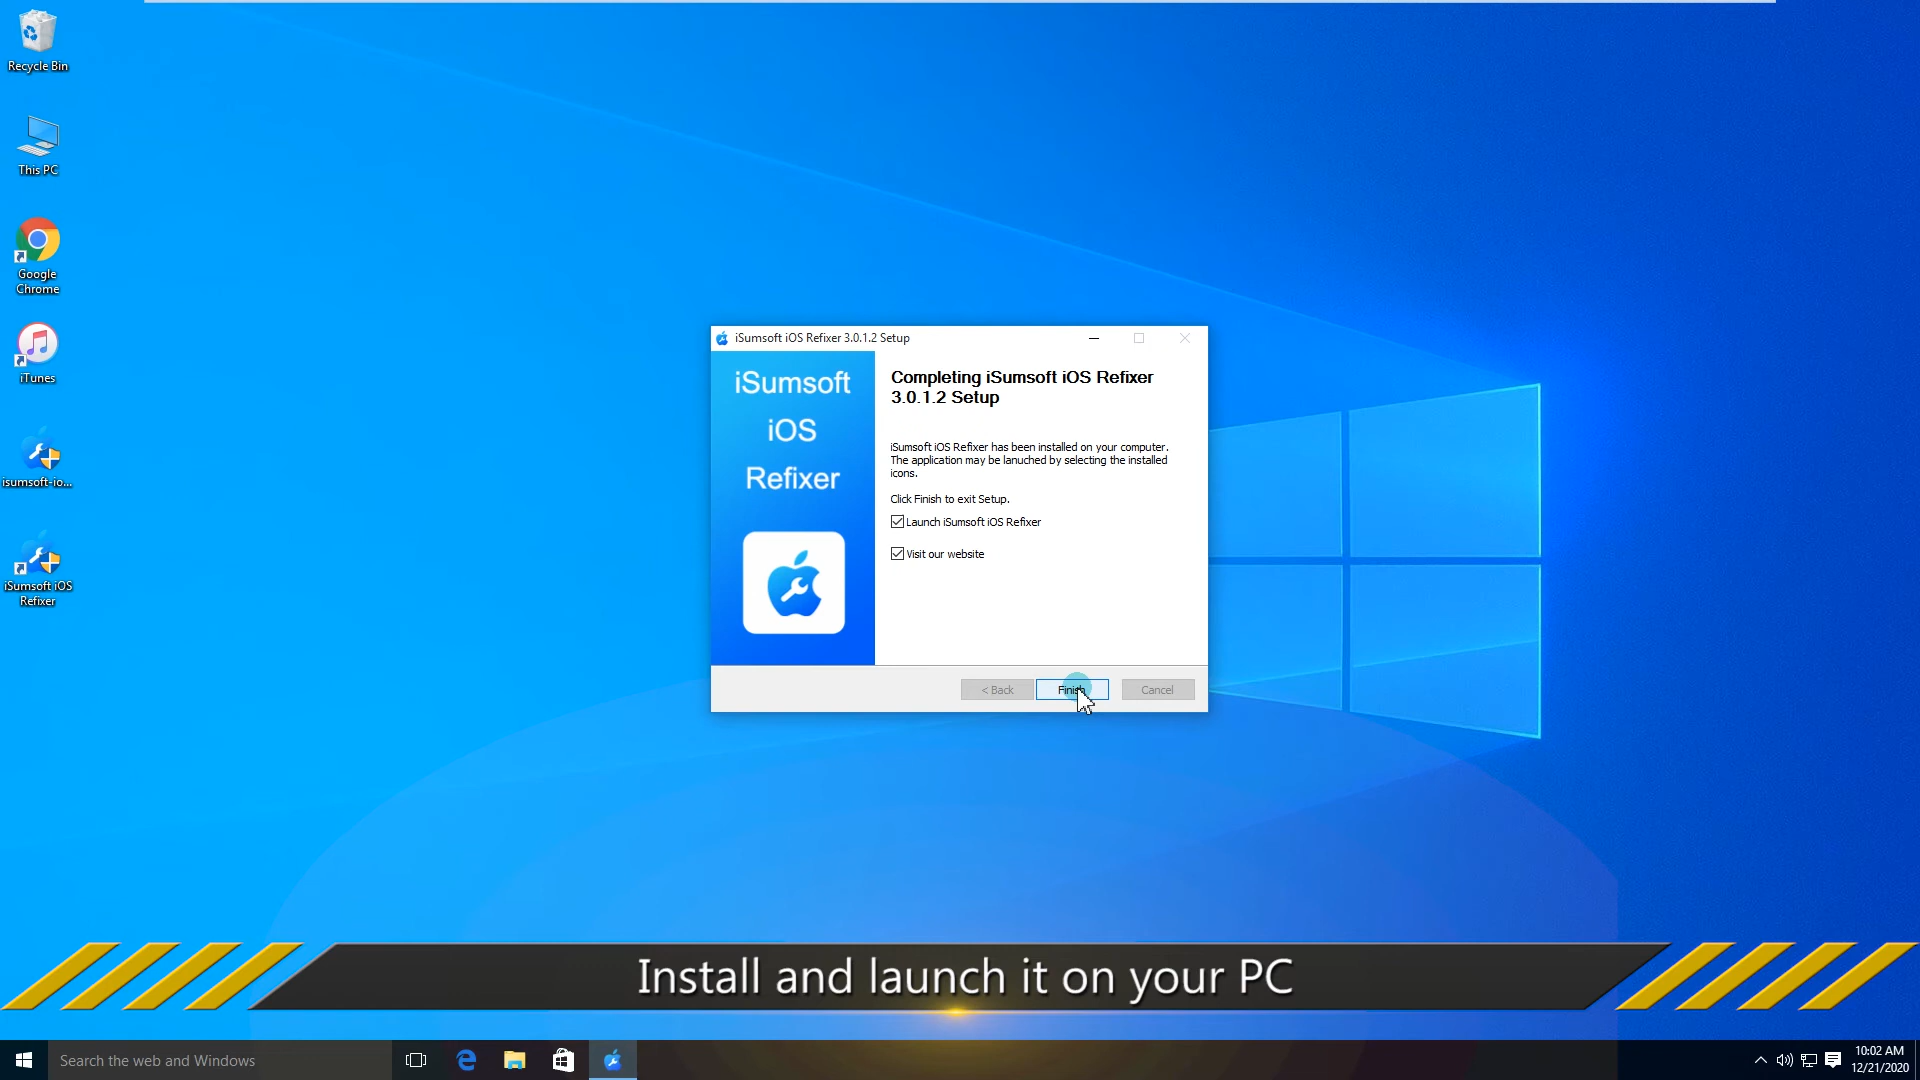 Recycle Bin
This PC
Google
Chrome
iTunes
isumsoft-io...
iSumsoft iOS
Refixer
iSumsoft iOS Refixer 3.0.1.2 Setup
iSumsoft
iOS
Refixer
Completing iSumsoft iOS Refixer
3.0.1.2 Setup
iSumsoft iOS Refixer has been installed on your computer.
The application may be lanuched by selecting the installed
icons.
Click Finish to exit Setup.
Launch iSumsoft iOS Refixer
Visit our website
< Back
Finish
Cancel
Install and launch it on your PC
Search the web and Windows
10:02 AM
12/21/2020